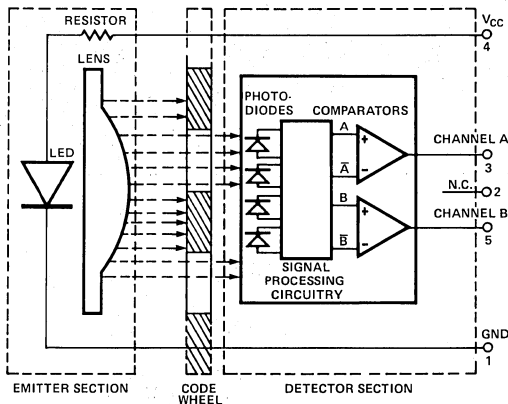 RESISTOR
LENS
LED
PHOTO-
DIODES
COMPARATORS
A
+
A̅
−
B
+
B̅
−
SIGNAL
PROCESSING
CIRCUITRY
VCC
4
CHANNEL A
3
N.C.
2
CHANNEL B
5
GND
1
EMITTER SECTION
CODE
WHEEL
DETECTOR SECTION